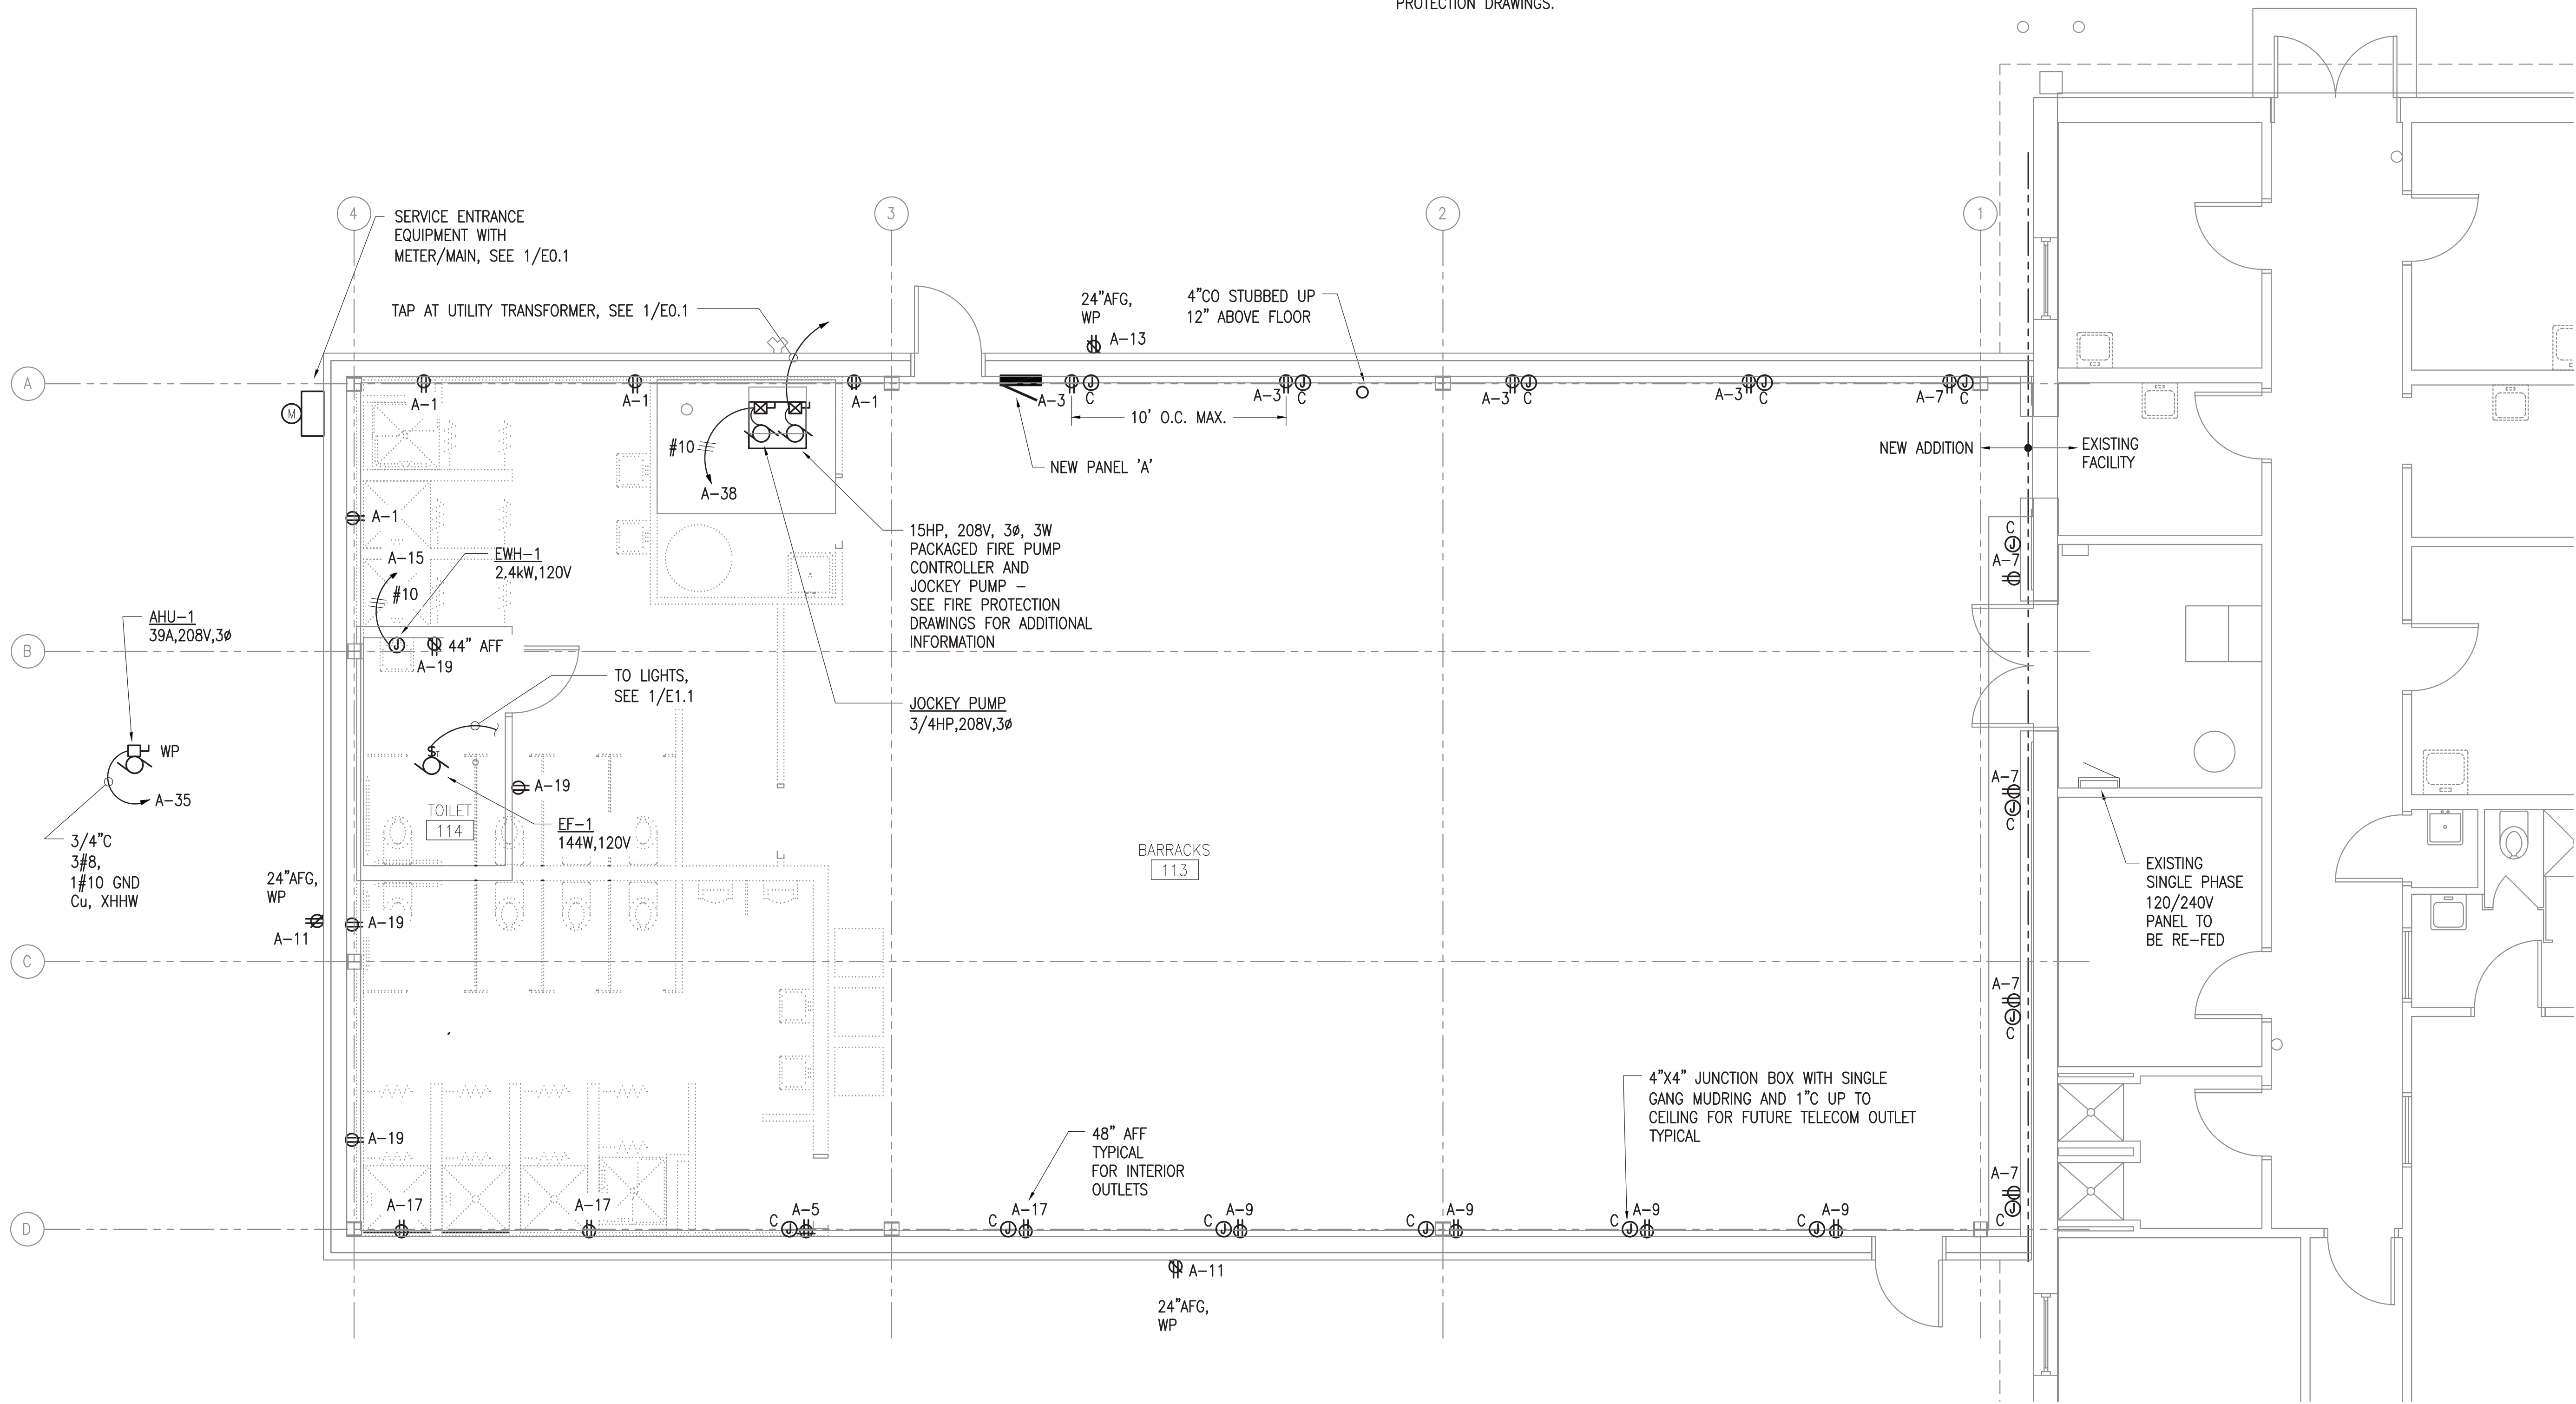 PROTECTION DRAWINGS.
4
3
2
1
SERVICE ENTRANCE
EQUIPMENT WITH
METER/MAIN, SEE 1/E0.1
TAP AT UTILITY TRANSFORMER, SEE 1/E0.1
24"AFG,
WP
A-13
4"CO STUBBED UP
12" ABOVE FLOOR
A
M
A-1
A-1
A-1
A-3
C
A-3
C
A-3
C
A-3
C
A-7
C
10' O.C. MAX.
#10
A-38
NEW PANEL 'A'
NEW ADDITION
EXISTING
FACILITY
A-1
15HP, 208V, 3ø, 3W
PACKAGED FIRE PUMP
CONTROLLER AND
JOCKEY PUMP –
SEE FIRE PROTECTION
DRAWINGS FOR ADDITIONAL
INFORMATION
C
J
A-7
A-15
#10
EWH-1
2.4kW,120V
AHU-1
39A,208V,3ø
B
J
44" AFF
A-19
TO LIGHTS,
SEE 1/E1.1
JOCKEY PUMP
3/4HP,208V,3ø
WP
A-35
$T
A-19
TOILET
114
EF-1
144W,120V
A-7
J
C
3/4"C
3#8,
1#10 GND
Cu, XHHW
BARRACKS
113
EXISTING
SINGLE PHASE
120/240V
PANEL TO
BE RE-FED
24"AFG,
WP
A-11
A-19
C
A-7
J
C
4"X4" JUNCTION BOX WITH SINGLE
GANG MUDRING AND 1"C UP TO
CEILING FOR FUTURE TELECOM OUTLET
TYPICAL
A-19
48" AFF
TYPICAL
FOR INTERIOR
OUTLETS
A-7
J
C
D
A-17
A-17
C
J
A-5
C
J
A-17
C
J
A-9
C
J
A-9
C
J
A-9
C
J
A-9
A-11
24"AFG,
WP